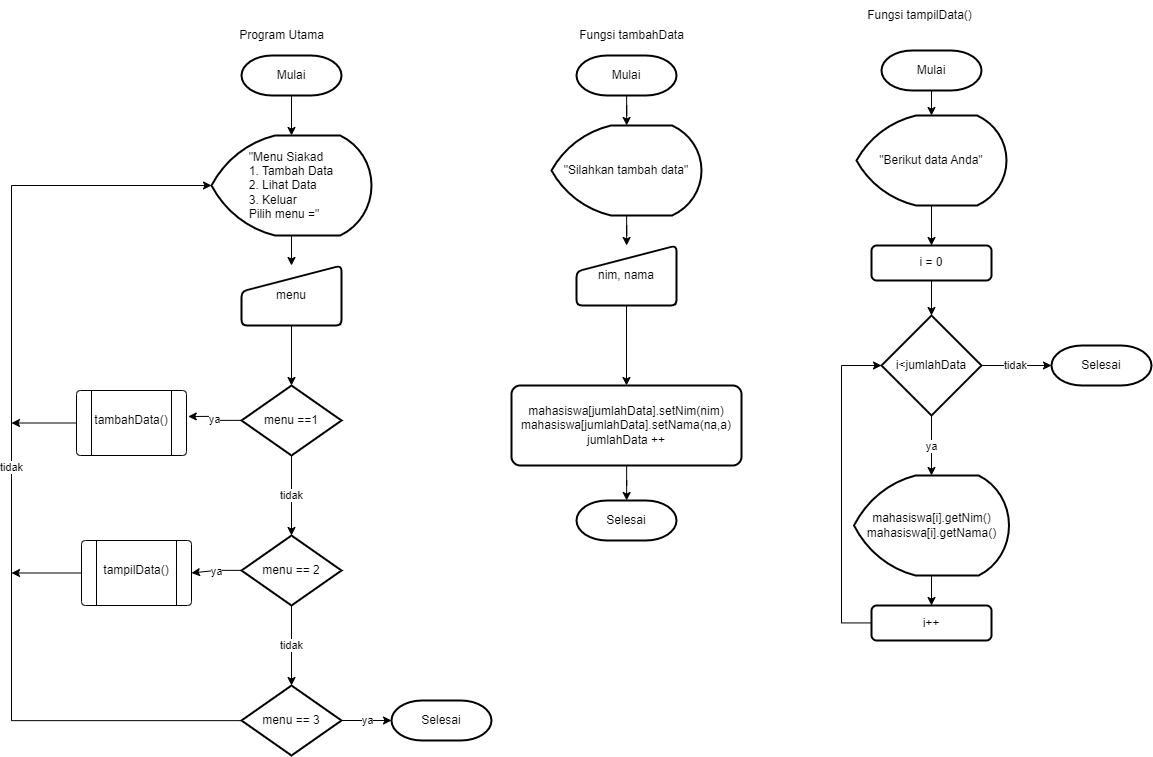 Program Utama
Mulai
"Menu Siakad
1. Tambah Data
2. Lihat Data
3. Keluar
Pilih menu ="
menu
menu ==1
ya
tambahData()
tidak
tidak
menu == 2
ya
tampilData()
tidak
menu == 3
ya
Selesai
Fungsi tambahData
Mulai
"Silahkan tambah data"
nim, nama
mahasiswa[jumlahData].setNim(nim)
mahasiswa[jumlahData].setNama(na,a)
jumlahData ++
Selesai
Fungsi tampilData()
Mulai
"Berikut data Anda"
i = 0
i<jumlahData
tidak
Selesai
ya
mahasiswa[i].getNim()
mahasiswa[i].getNama()
i++